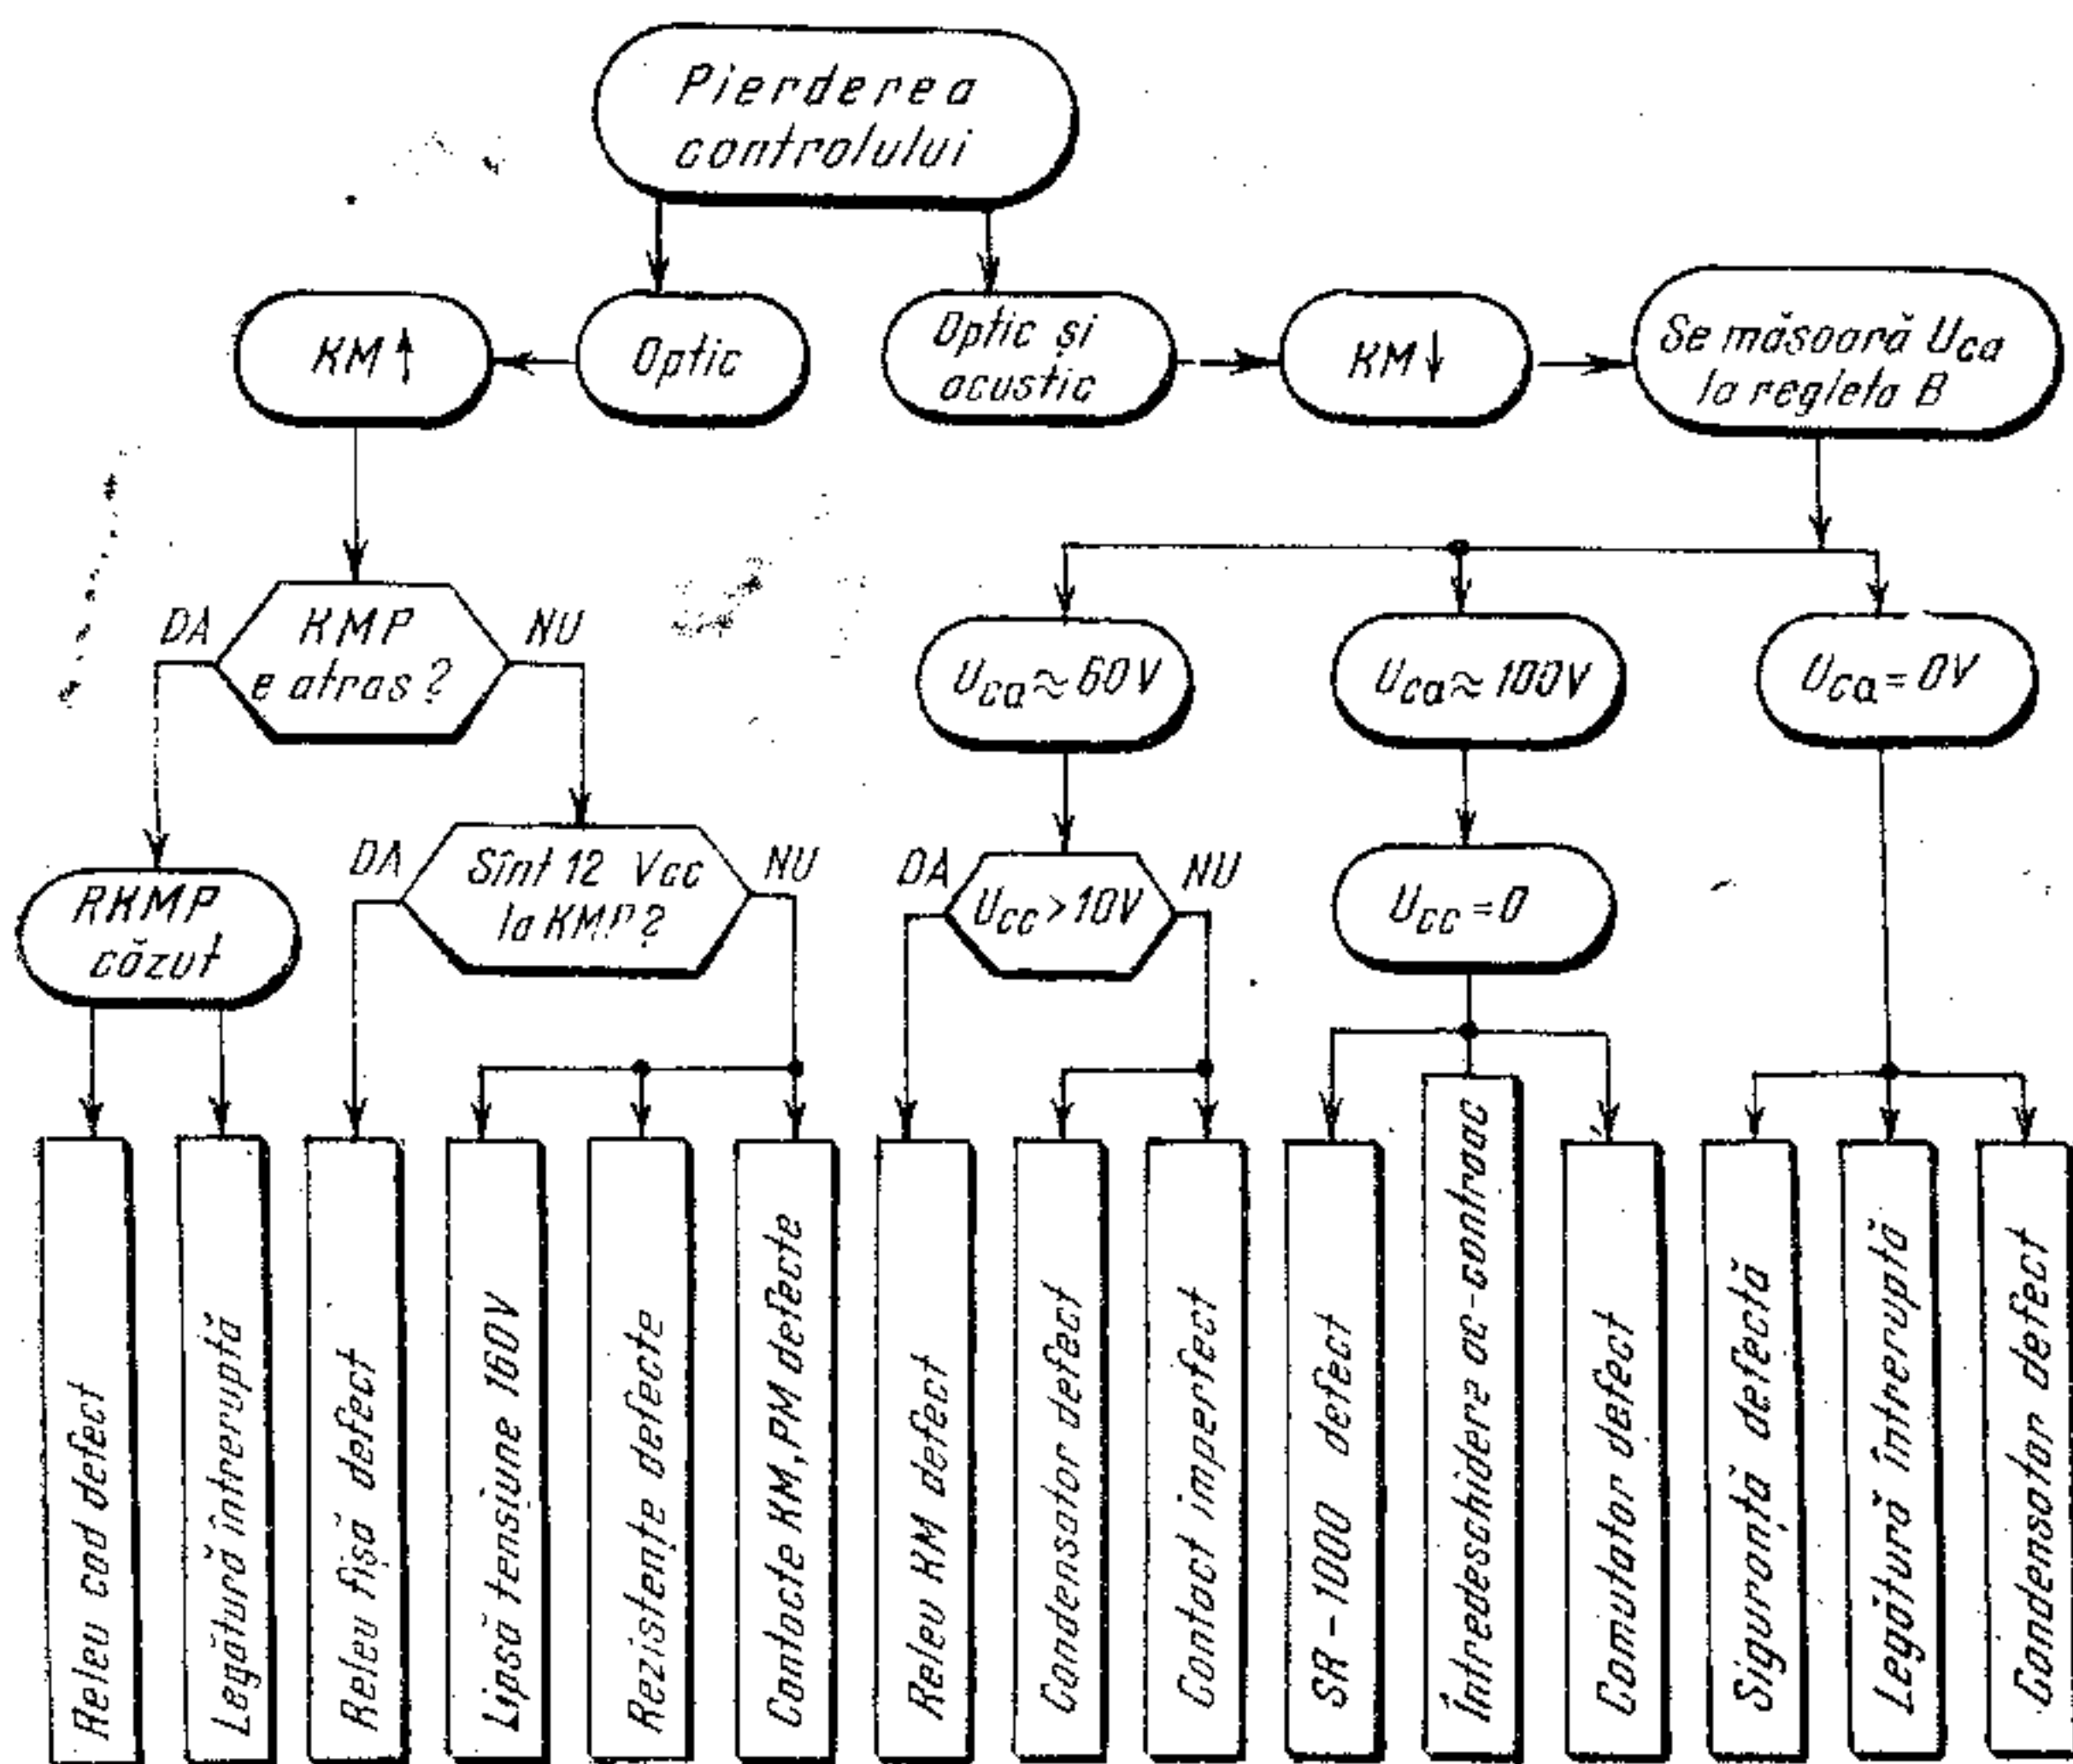 Pierderea
controlului
KM↑
Optic
Optic și
acustic
KM↓
Se măsoară Uca
la regleta B
DA
KMP
e atras?
NU
Uca≈60V
Uca≈100V
Uca=0V
RKMP
căzut
DA
Sînt 12 Vcc
la KMP?
NU
DA
Ucc>10V
NU
Ucc=0
Releu cod defect
Legătură întreruptă
Releu fișă defect
Lipsă tensiune 160V
Rezistențe defecte
Contacte KM,PM defecte
Releu KM defect
Condensator defect
Contact imperfect
SR-1000 defect
Întredeschidere ac-contraac
Comutator defect
Siguranță defectă
Legătură întreruptă
Condensator defect